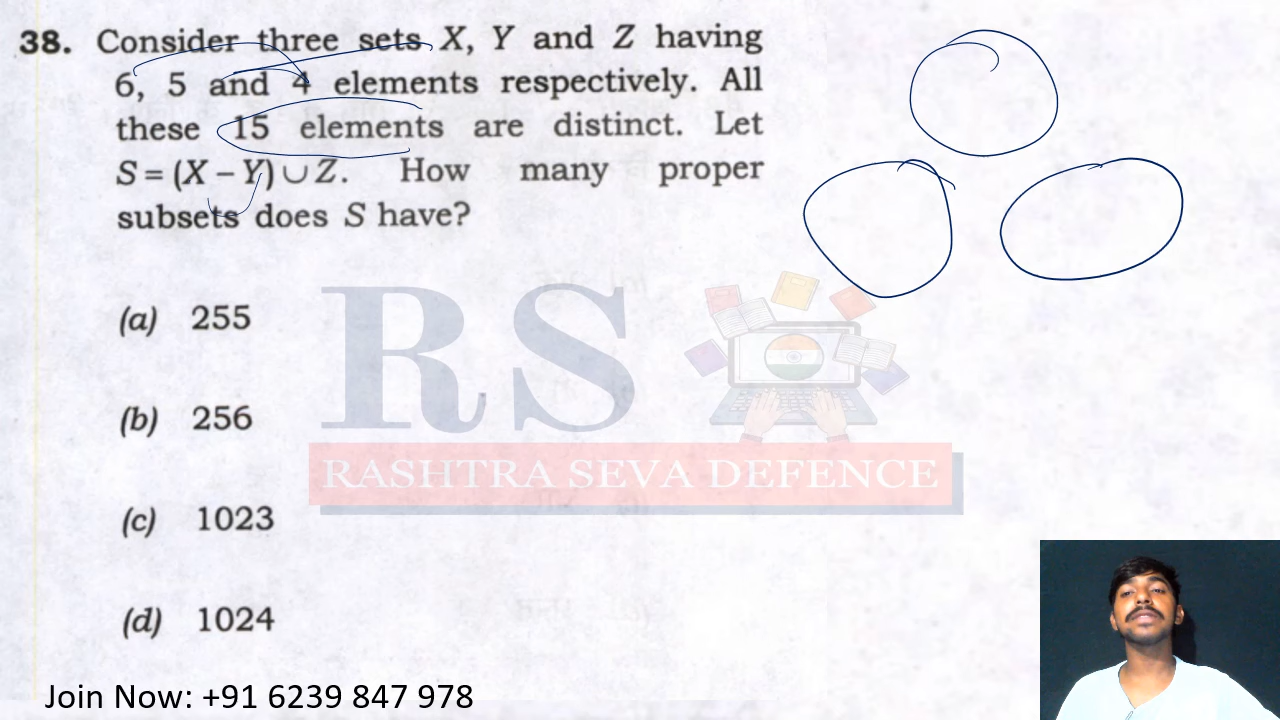 38. Consider three sets X, Y and Z having
6, 5 and 4 elements respectively. All
these 15 elements are distinct. Let
S = (X – Y) ∪ Z. How many proper
subsets does S have?
(a) 255
(b) 256
(c) 1023
(d) 1024
RS
RASHTRA SEVA DEFENCE
Join Now: +91 6239 847 978